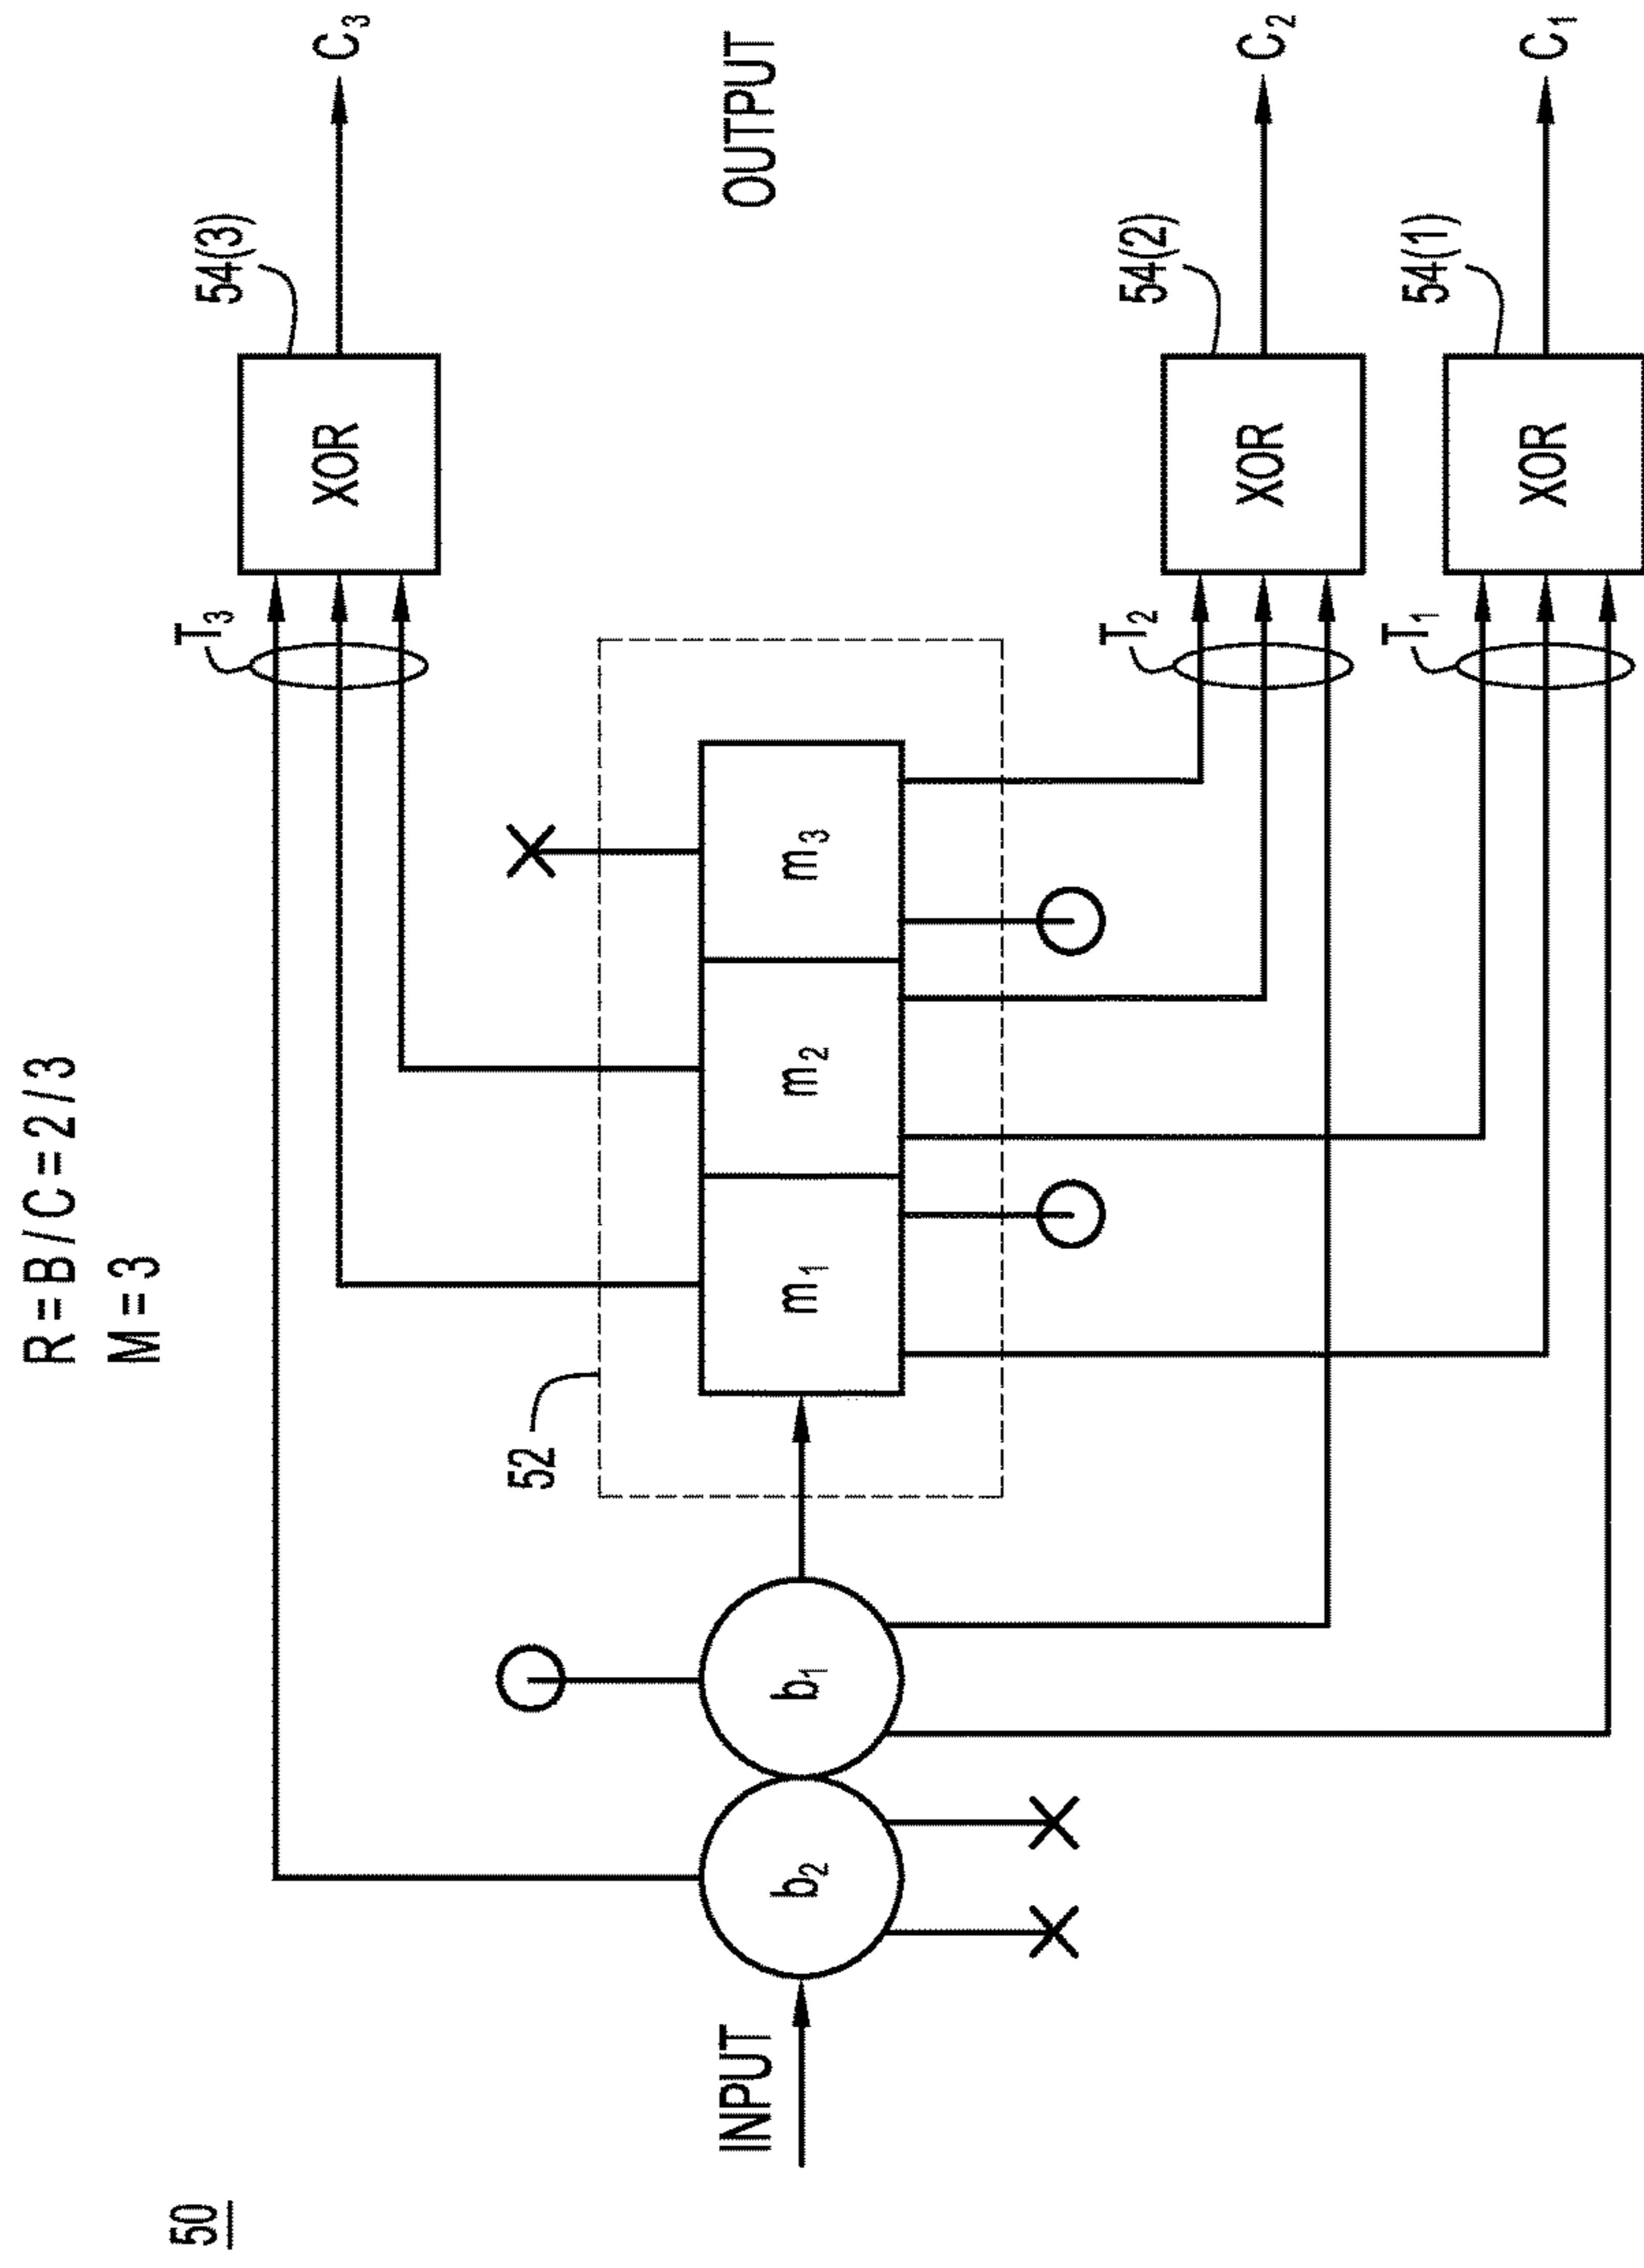 50
R = B / C = 2 / 3
M = 3
T₃
54(3)
XOR
C₃
52
INPUT
b₂
b₁
m₁
m₂
m₃
OUTPUT
T₂
54(2)
XOR
C₂
T₁
54(1)
XOR
C₁